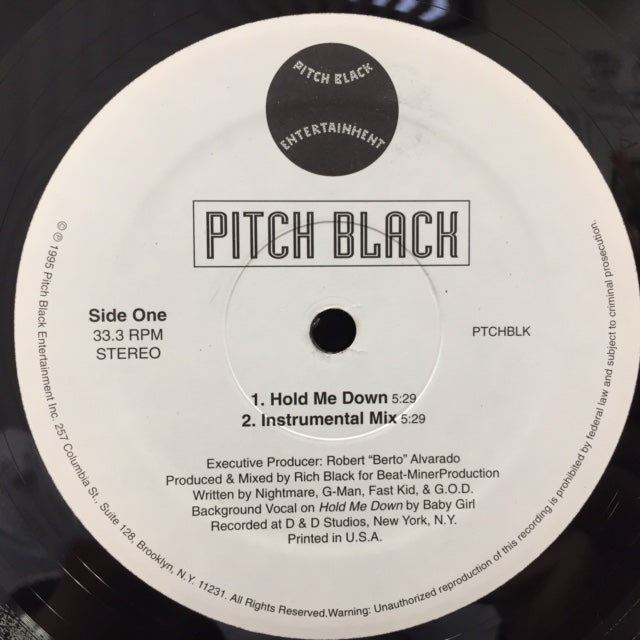 PITCH BLACK
ENTERTAINMENT
PITCH BLACK
Side One
33.3 RPM
STEREO
PTCHBLK
1. Hold Me Down 5:29
2. Instrumental Mix 5:29
Executive Producer: Robert “Berto” Alvarado
Produced & Mixed by Rich Black for Beat-MinerProduction
Written by Nightmare, G-Man, Fast Kid, & G.O.D.
Background Vocal on Hold Me Down by Baby Girl
Recorded at D & D Studios, New York, N.Y.
Printed in U.S.A.
© ℗ 1995 Pitch Black Entertainment Inc. 257 Columbia St., Suite 128, Brooklyn, N.Y. 11231. All Rights Reserved.Warning: Unauthorized reproduction of this recording is prohibited by federal law and subject to criminal prosecution.